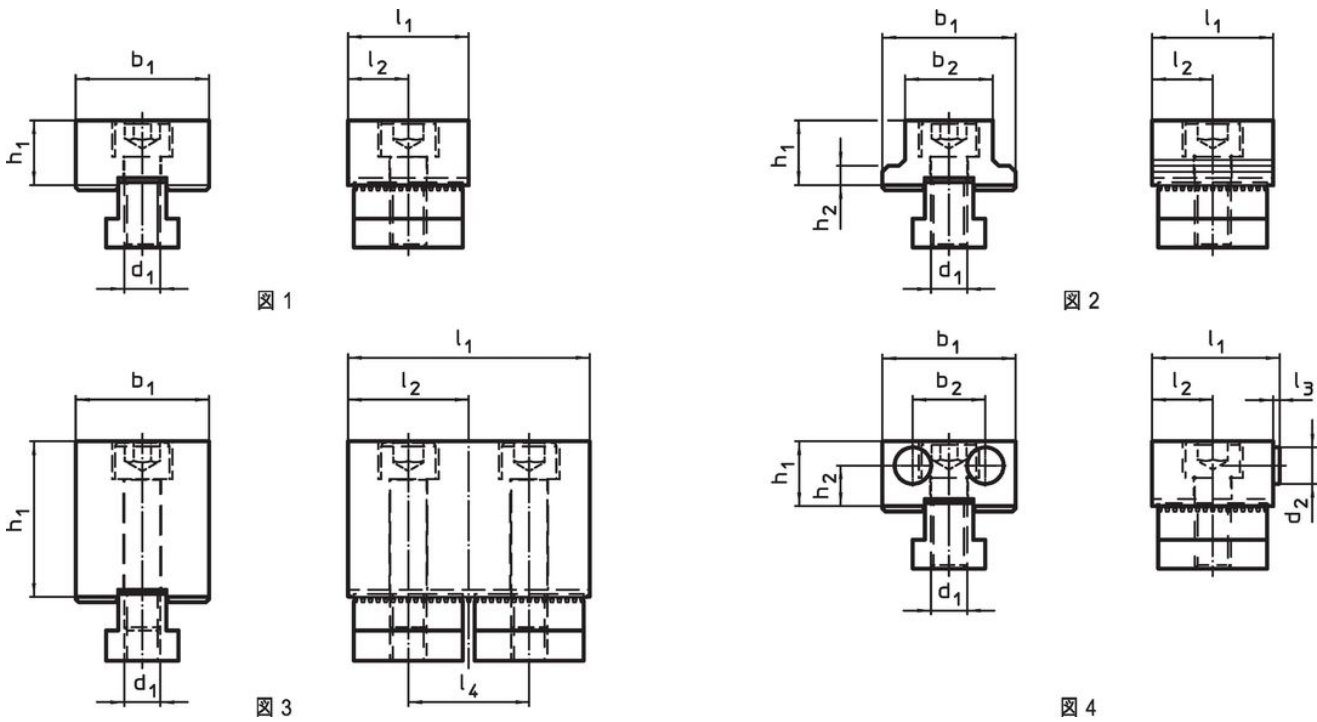 l₁
b₁
l₂
h₁
d₁
図 1
b₁
l₁
b₂
l₂
h₁
h₂
d₁
図 2
l₁
b₁
l₂
h₁
d₁
l₄
図 3
b₁
l₁
b₂
l₂
l₃
h₁
h₂
d₂
d₁
図 4